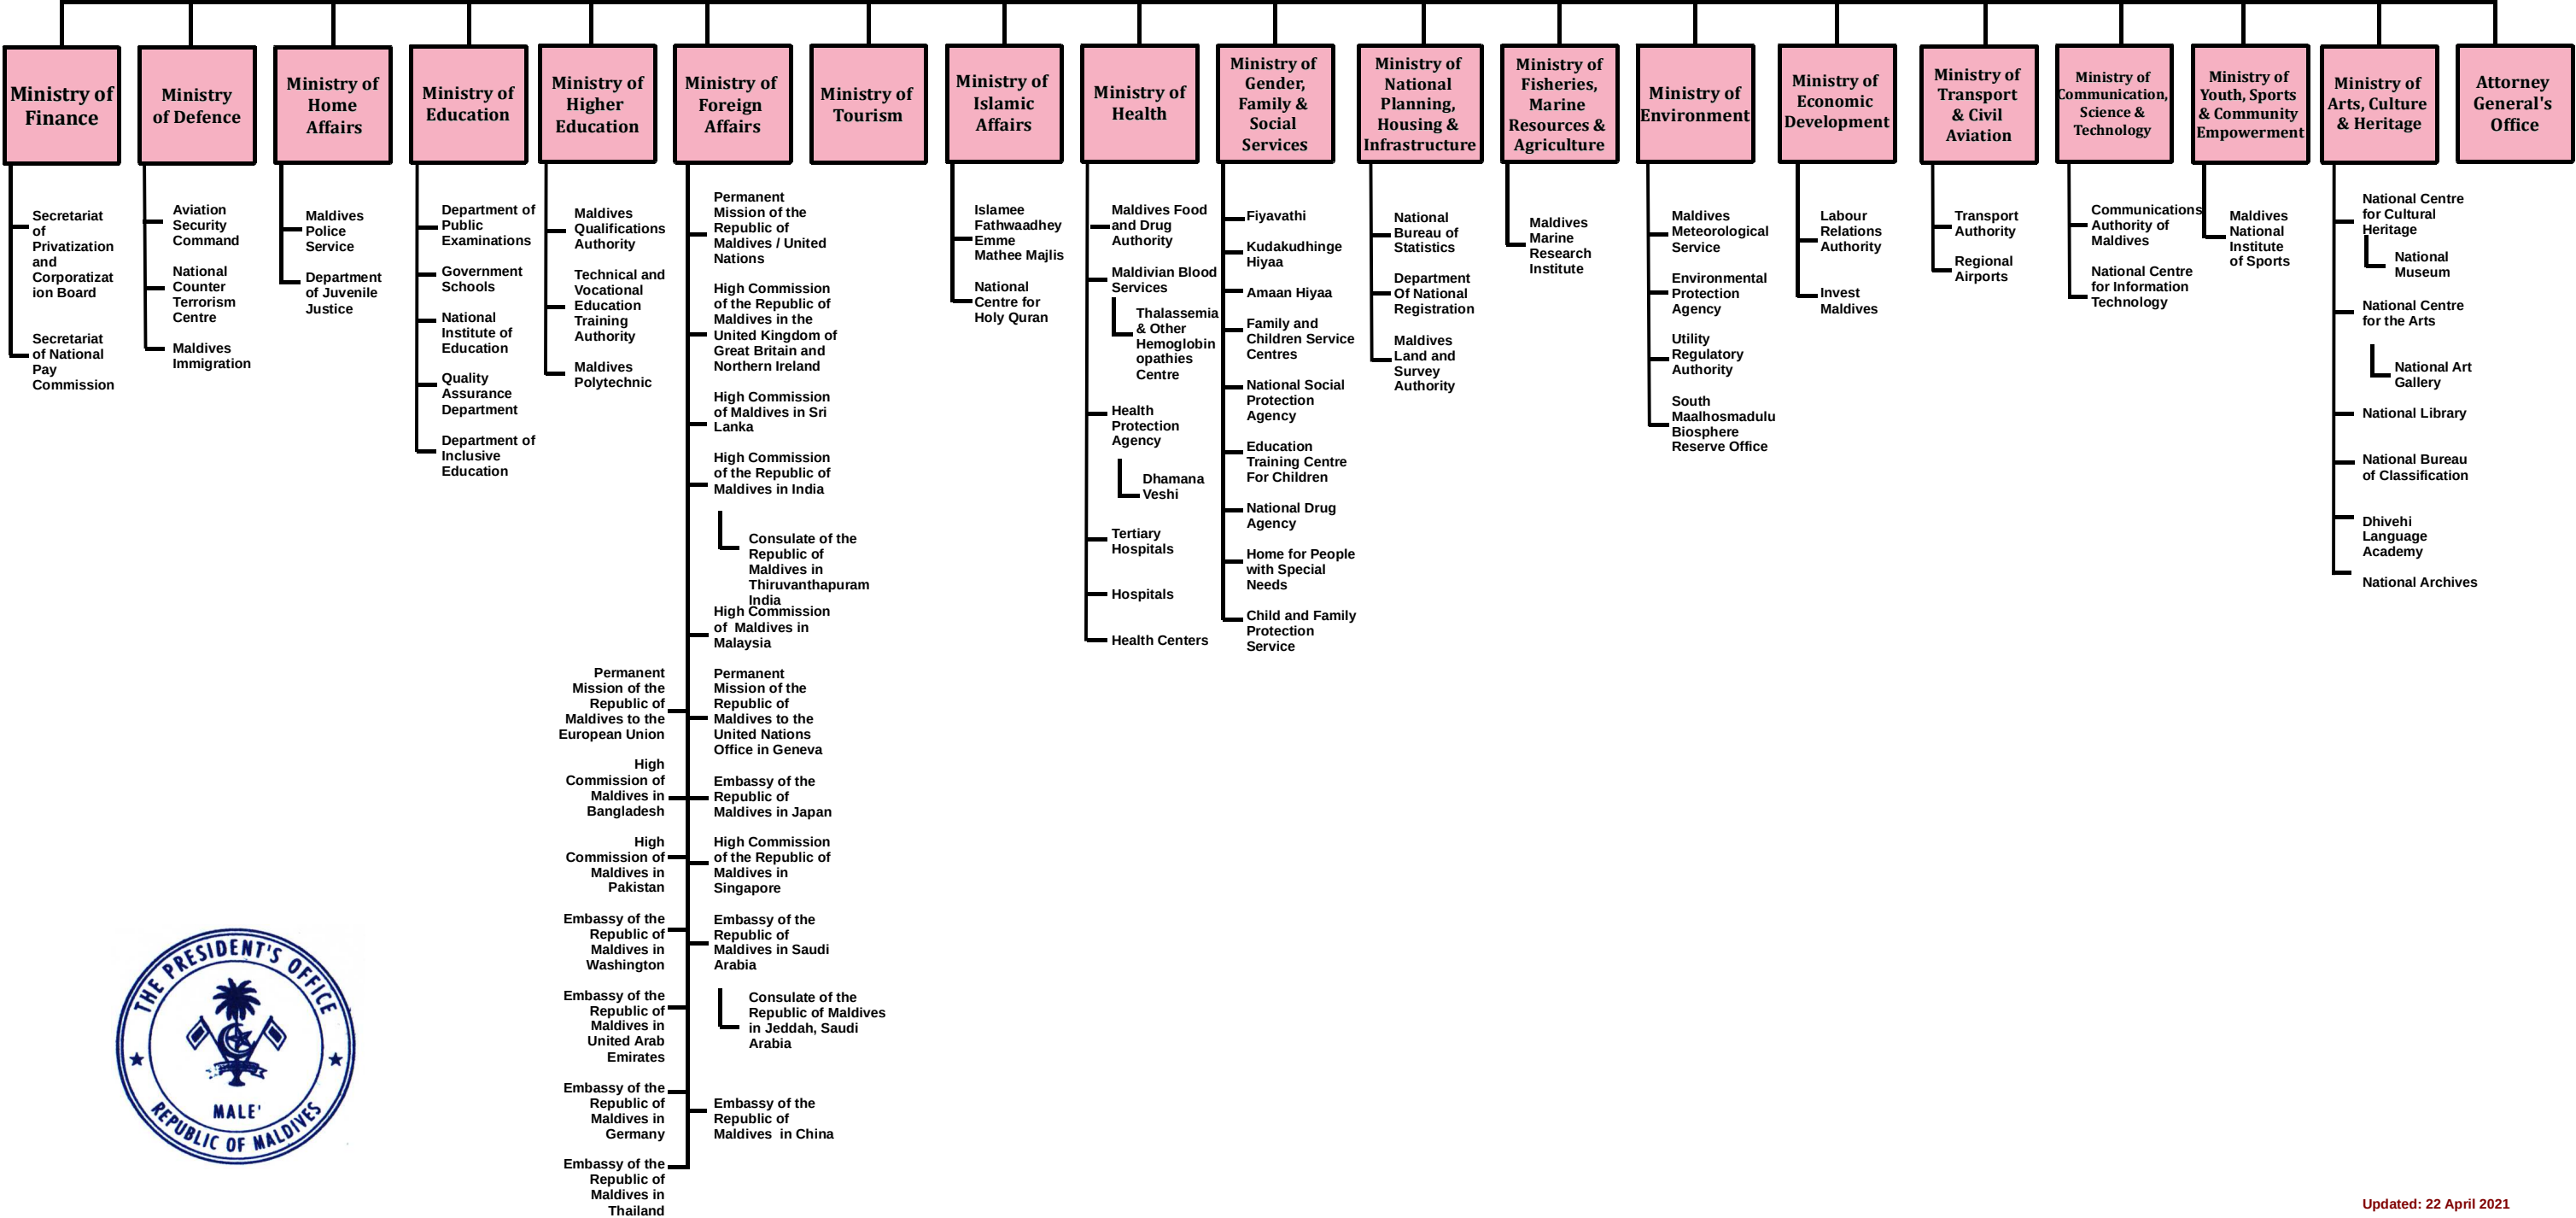 Ministry of
Finance
Secretariat
of
Privatization
and
Corporatizat
ion Board
Secretariat
of National
Pay
Commission
Ministry
of Defence
Aviation
Security
Command
National
Counter
Terrorism
Centre
Maldives
Immigration
Ministry of
Home
Affairs
Maldives
Police
Service
Department
of Juvenile
Justice
Ministry of
Education
Department of
Public
Examinations
Government
Schools
National
Institute of
Education
Quality
Assurance
Department
Department of
Inclusive
Education
Ministry of
Higher
Education
Maldives
Qualifications
Authority
Technical and
Vocational
Education
Training
Authority
Maldives
Polytechnic
Ministry of
Foreign
Affairs
Permanent
Mission of the
Republic of
Maldives / United
Nations
High Commission
of the Republic of
Maldives in the
United Kingdom of
Great Britain and
Northern Ireland
High Commission
of Maldives in Sri
Lanka
High Commission
of the Republic of
Maldives in India
Consulate of the
Republic of
Maldives in
Thiruvanthapuram
India
High Commission
of Maldives in
Malaysia
Permanent
Mission of the
Republic of
Maldives to the
United Nations
Office in Geneva
Embassy of the
Republic of
Maldives in Japan
High Commission
of the Republic of
Maldives in
Singapore
Embassy of the
Republic of
Maldives in Saudi
Arabia
Consulate of the
Republic of Maldives
in Jeddah, Saudi
Arabia
Embassy of the
Republic of
Maldives in China
Permanent
Mission of the
Republic of
Maldives to the
European Union
High
Commission of
Maldives in
Bangladesh
High
Commission of
Maldives in
Pakistan
Embassy of the
Republic of
Maldives in
Washington
Embassy of the
Republic of
Maldives in
United Arab
Emirates
Embassy of the
Republic of
Maldives in
Germany
Embassy of the
Republic of
Maldives in
Thailand
Ministry of
Tourism
Ministry of
Islamic
Affairs
Islamee
Fathwaadhey
Emme
Mathee Majlis
National
Centre for
Holy Quran
Ministry of
Health
Maldives Food
and Drug
Authority
Maldivian Blood
Services
Thalassemia
& Other
Hemoglobin
opathies
Centre
Health
Protection
Agency
Dhamana
Veshi
Tertiary
Hospitals
Hospitals
Health Centers
Ministry of
Gender,
Family &
Social
Services
Fiyavathi
Kudakudhinge
Hiyaa
Amaan Hiyaa
Family and
Children Service
Centres
National Social
Protection
Agency
Education
Training Centre
For Children
National Drug
Agency
Home for People
with Special
Needs
Child and Family
Protection
Service
Ministry of
National
Planning,
Housing &
Infrastructure
National
Bureau of
Statistics
Department
Of National
Registration
Maldives
Land and
Survey
Authority
Ministry of
Fisheries,
Marine
Resources &
Agriculture
Maldives
Marine
Research
Institute
Ministry of
Environment
Maldives
Meteorological
Service
Environmental
Protection
Agency
Utility
Regulatory
Authority
South
Maalhosmadulu
Biosphere
Reserve Office
Ministry of
Economic
Development
Labour
Relations
Authority
Invest
Maldives
Ministry of
Transport
& Civil
Aviation
Transport
Authority
Regional
Airports
Ministry of
Communication,
Science &
Technology
Communications
Authority of
Maldives
National Centre
for Information
Technology
Ministry of
Youth, Sports
& Community
Empowerment
Maldives
National
Institute
of Sports
Ministry of
Arts, Culture
& Heritage
National Centre
for Cultural
Heritage
National
Museum
National Centre
for the Arts
National Art
Gallery
National Library
National Bureau
of Classification
Dhivehi
Language
Academy
National Archives
Attorney
General's
Office
THE PRESIDENT'S OFFICE
MALE'
REPUBLIC OF MALDIVES
Updated: 22 April 2021